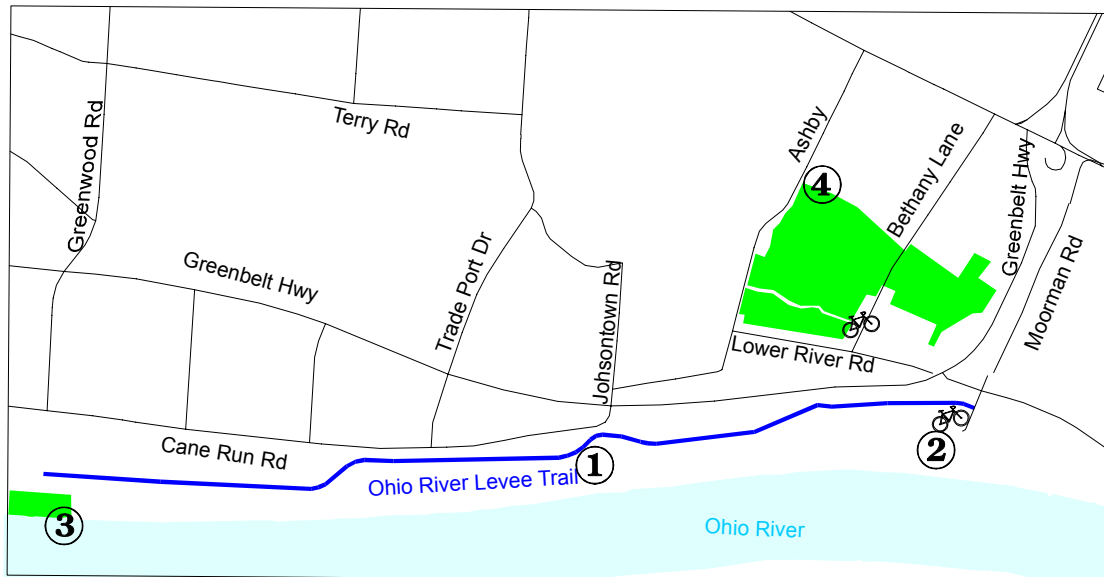 Terry Rd
Greenwood Rd
Ashby
Bethany Lane
4
Greenbelt Hwy
Greenbelt Hwy
Trade Port Dr
Johsontown Rd
Moorman Rd
Lower River Rd
Cane Run Rd
1
2
Ohio River Levee Trail
3
Ohio River